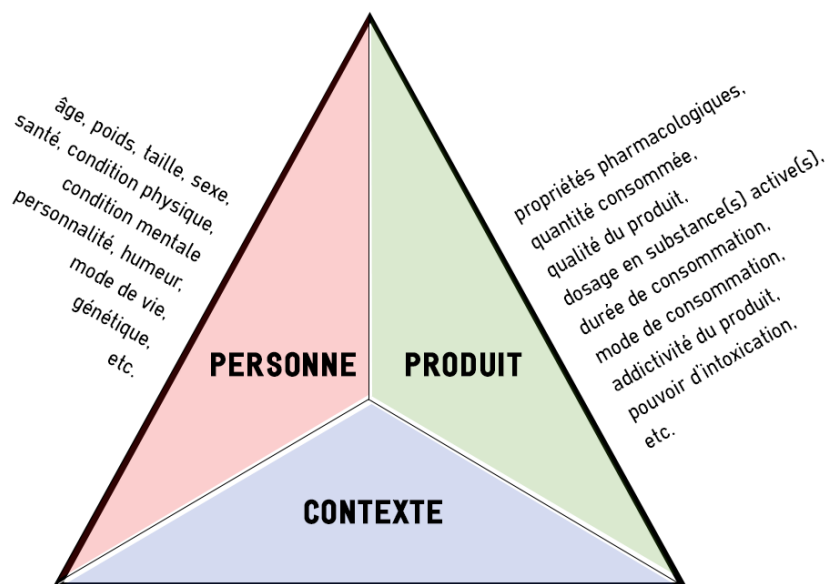 âge, poids, taille, sexe,
santé, condition physique,
condition mentale
personnalité, humeur,
mode de vie,
génétique,
etc.
propriétés pharmacologiques,
quantité consommée,
qualité du produit,
dosage en substance(s) active(s),
durée de consommation,
mode de consommation,
addictivité du produit,
pouvoir d'intoxication,
etc.
PERSONNE
PRODUIT
CONTEXTE